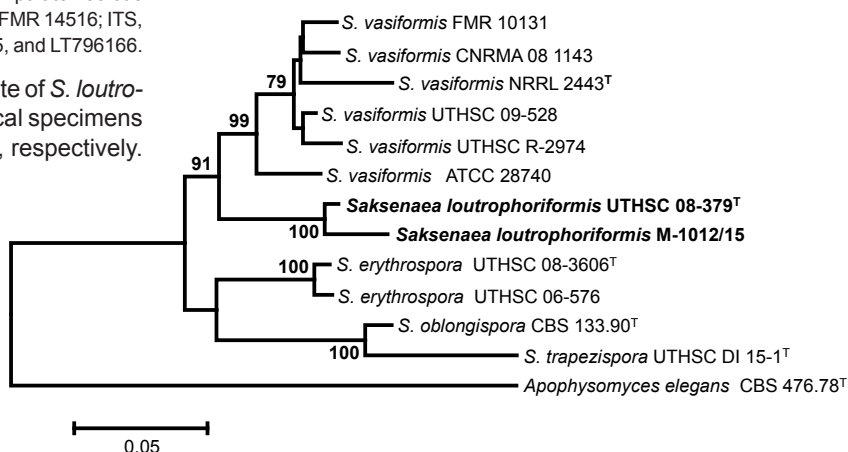 FMR 14516; ITS,
5, and LT796166.
te of S. loutro-
cal specimens
, respectively.
S. vasiformis FMR 10131
S. vasiformis CNRMA 08 1143
79
S. vasiformis NRRL 2443T
S. vasiformis UTHSC 09-528
99
S. vasiformis UTHSC R-2974
91
S. vasiformis ATCC 28740
Saksenaea loutrophoriformis UTHSC 08-379T
100
Saksenaea loutrophoriformis M-1012/15
100
S. erythrospora UTHSC 08-3606T
S. erythrospora UTHSC 06-576
S. oblongispora CBS 133.90T
100
S. trapezispora UTHSC DI 15-1T
Apophysomyces elegans CBS 476.78T
0.05